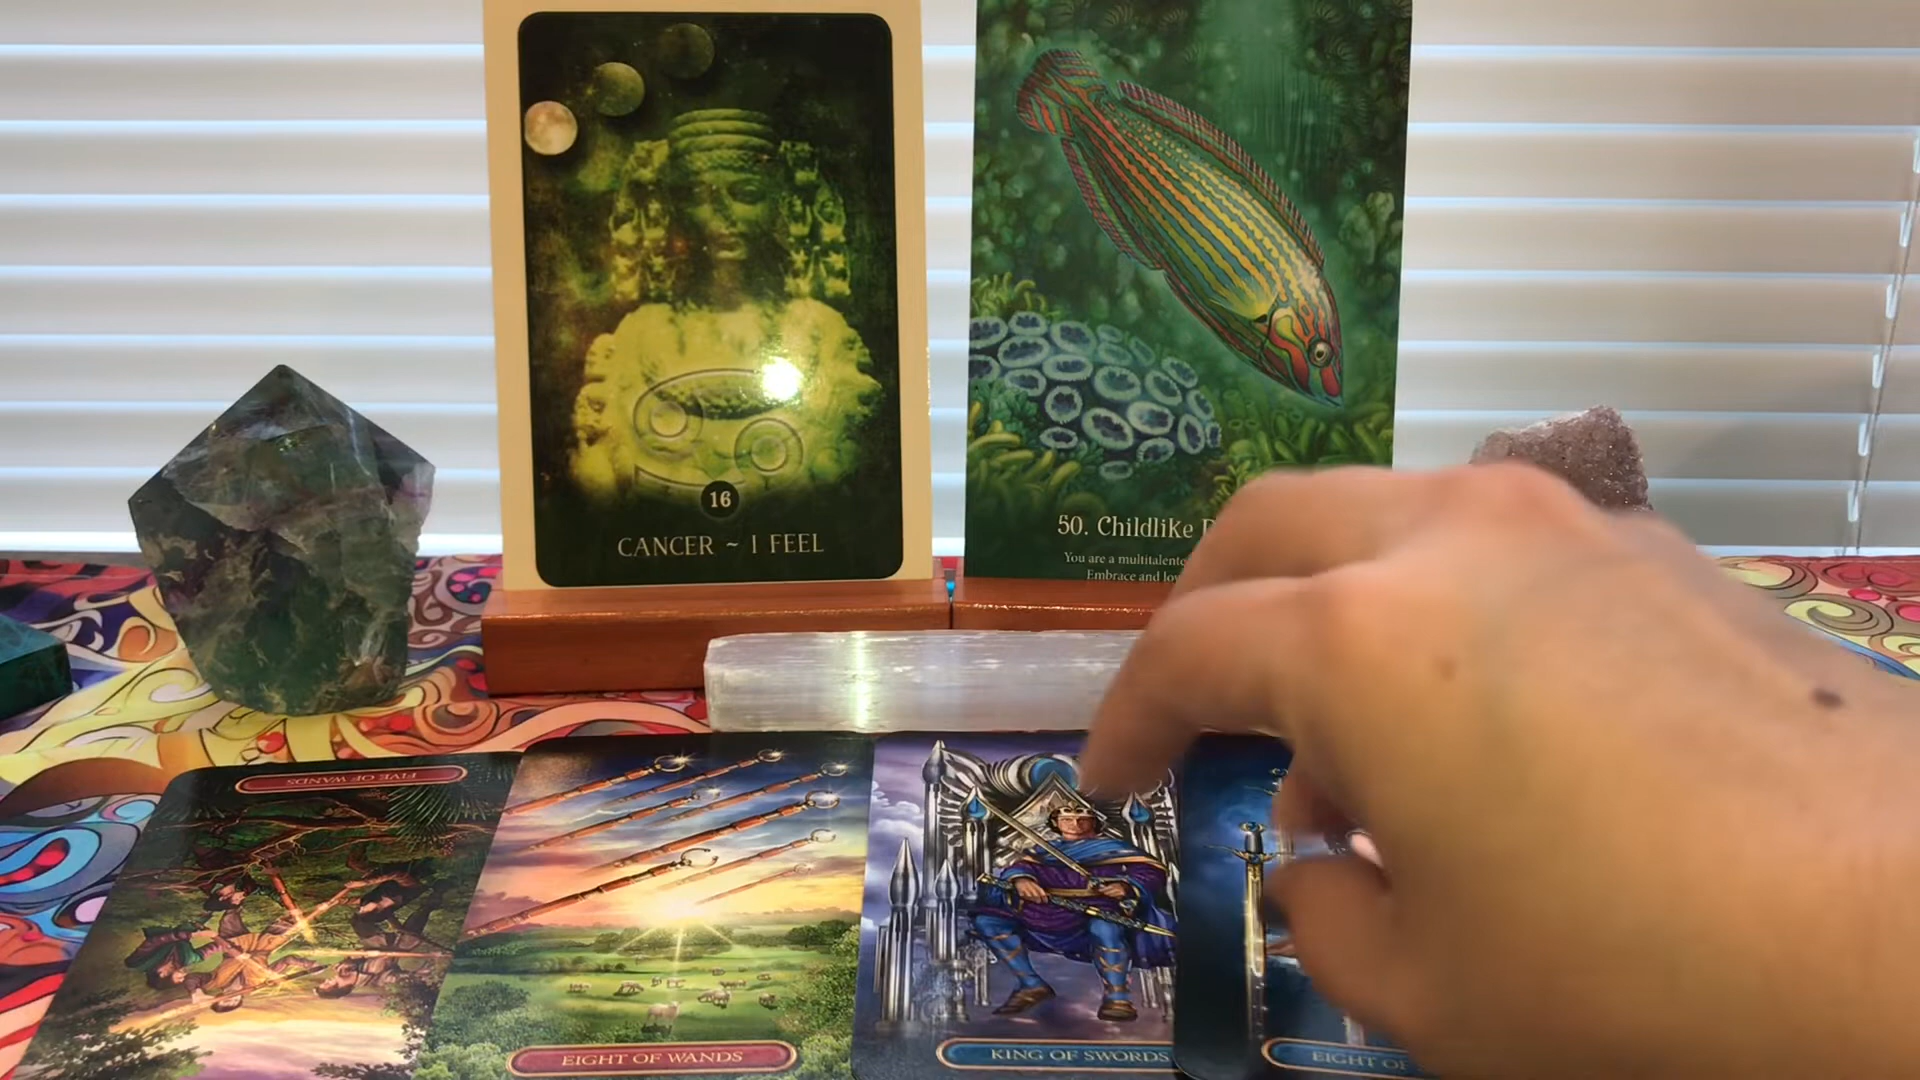 16
CANCER ~ I FEEL
50. Childlike
You are a multitalente
Embrace and
FIVE OF WANDS
EIGHT OF WANDS
KING OF SWORDS
EIGHT OF